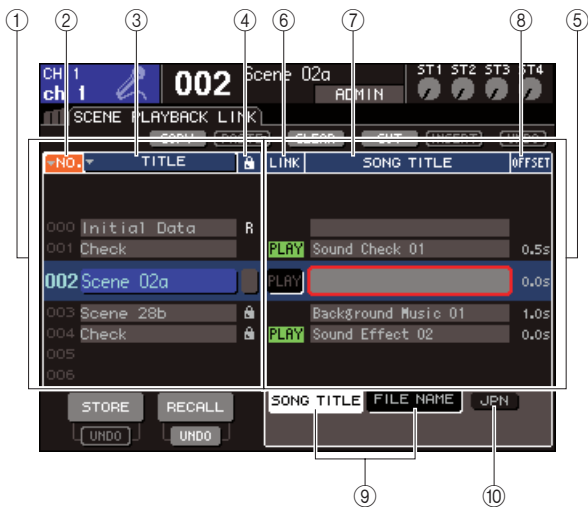 ① ② ③ ④ ⑥ ⑦ ⑧ ⑤
CH 1
ch 1
002
Scene 02a
ADMIN
ST1 ST2 ST3 ST4
SCENE PLAYBACK LINK
COPY PASTE CLEAR CUT INSERT UNDO
NO. TITLE LINK SONG TITLE OFFSET
000 Initial Data R
001 Check PLAY Sound Check 01 0.5s
002 Scene 02a PLAY 0.0s
003 Scene 28b Background Music 01 1.0s
004 Check PLAY Sound Effect 02 0.0s
005
006
STORE RECALL SONG TITLE FILE NAME JPN
UNDO UNDO
⑨ ⑩